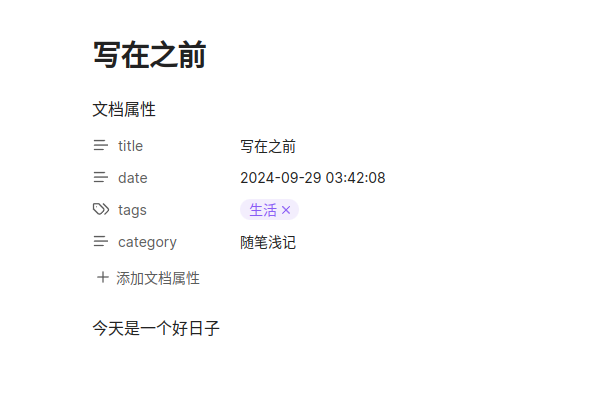 写在之前
文档属性
title 写在之前
date 2024-09-29 03:42:08
tags 生活
category 随笔浅记
添加文档属性
今天是一个好日子